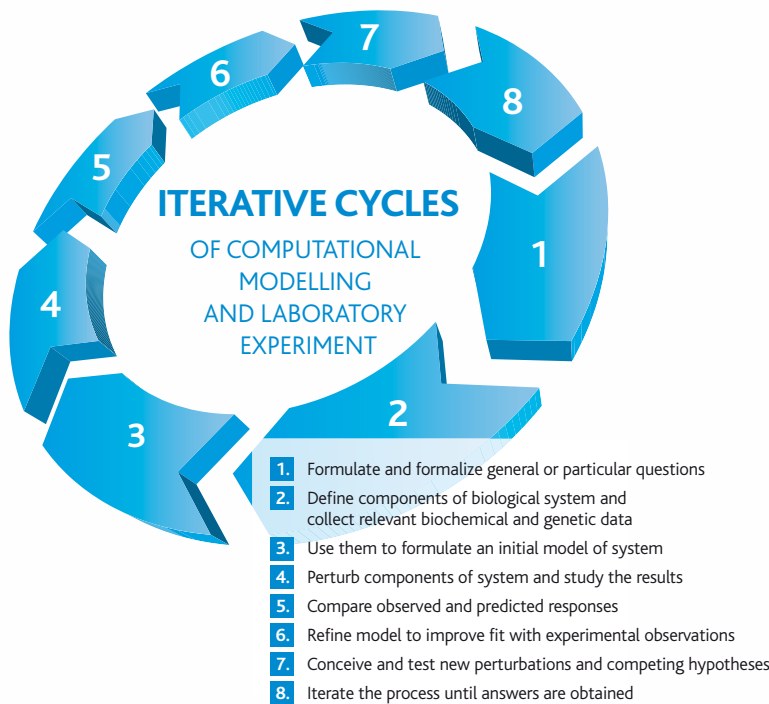 7
6
8
5
ITERATIVE CYCLES
OF COMPUTATIONAL
MODELLING
AND LABORATORY
EXPERIMENT
1
4
2
3
1. Formulate and formalize general or particular questions
2. Define components of biological system and
collect relevant biochemical and genetic data
3. Use them to formulate an initial model of system
4. Perturb components of system and study the results
5. Compare observed and predicted responses
6. Refine model to improve fit with experimental observations
7. Conceive and test new perturbations and competing hypotheses
8. Iterate the process until answers are obtained